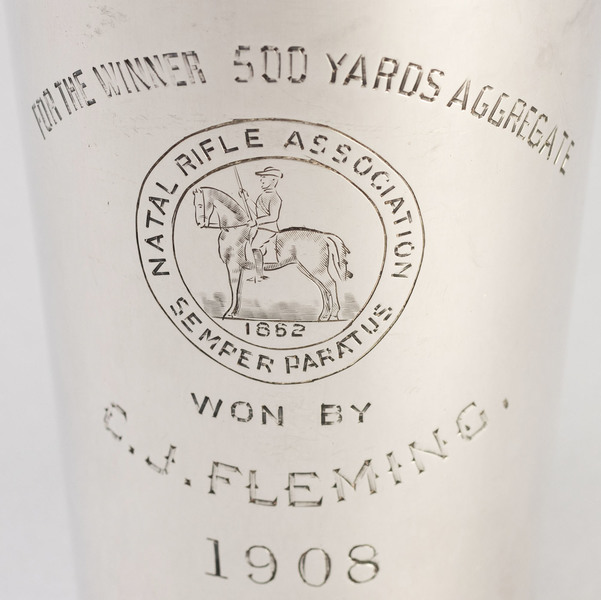 FOR THE WINNER 500 YARDS AGGREGATE
NATAL RIFLE ASSOCIATION
1862
SEMPER PARATUS
WON BY
C.J.FLEMING.
1908